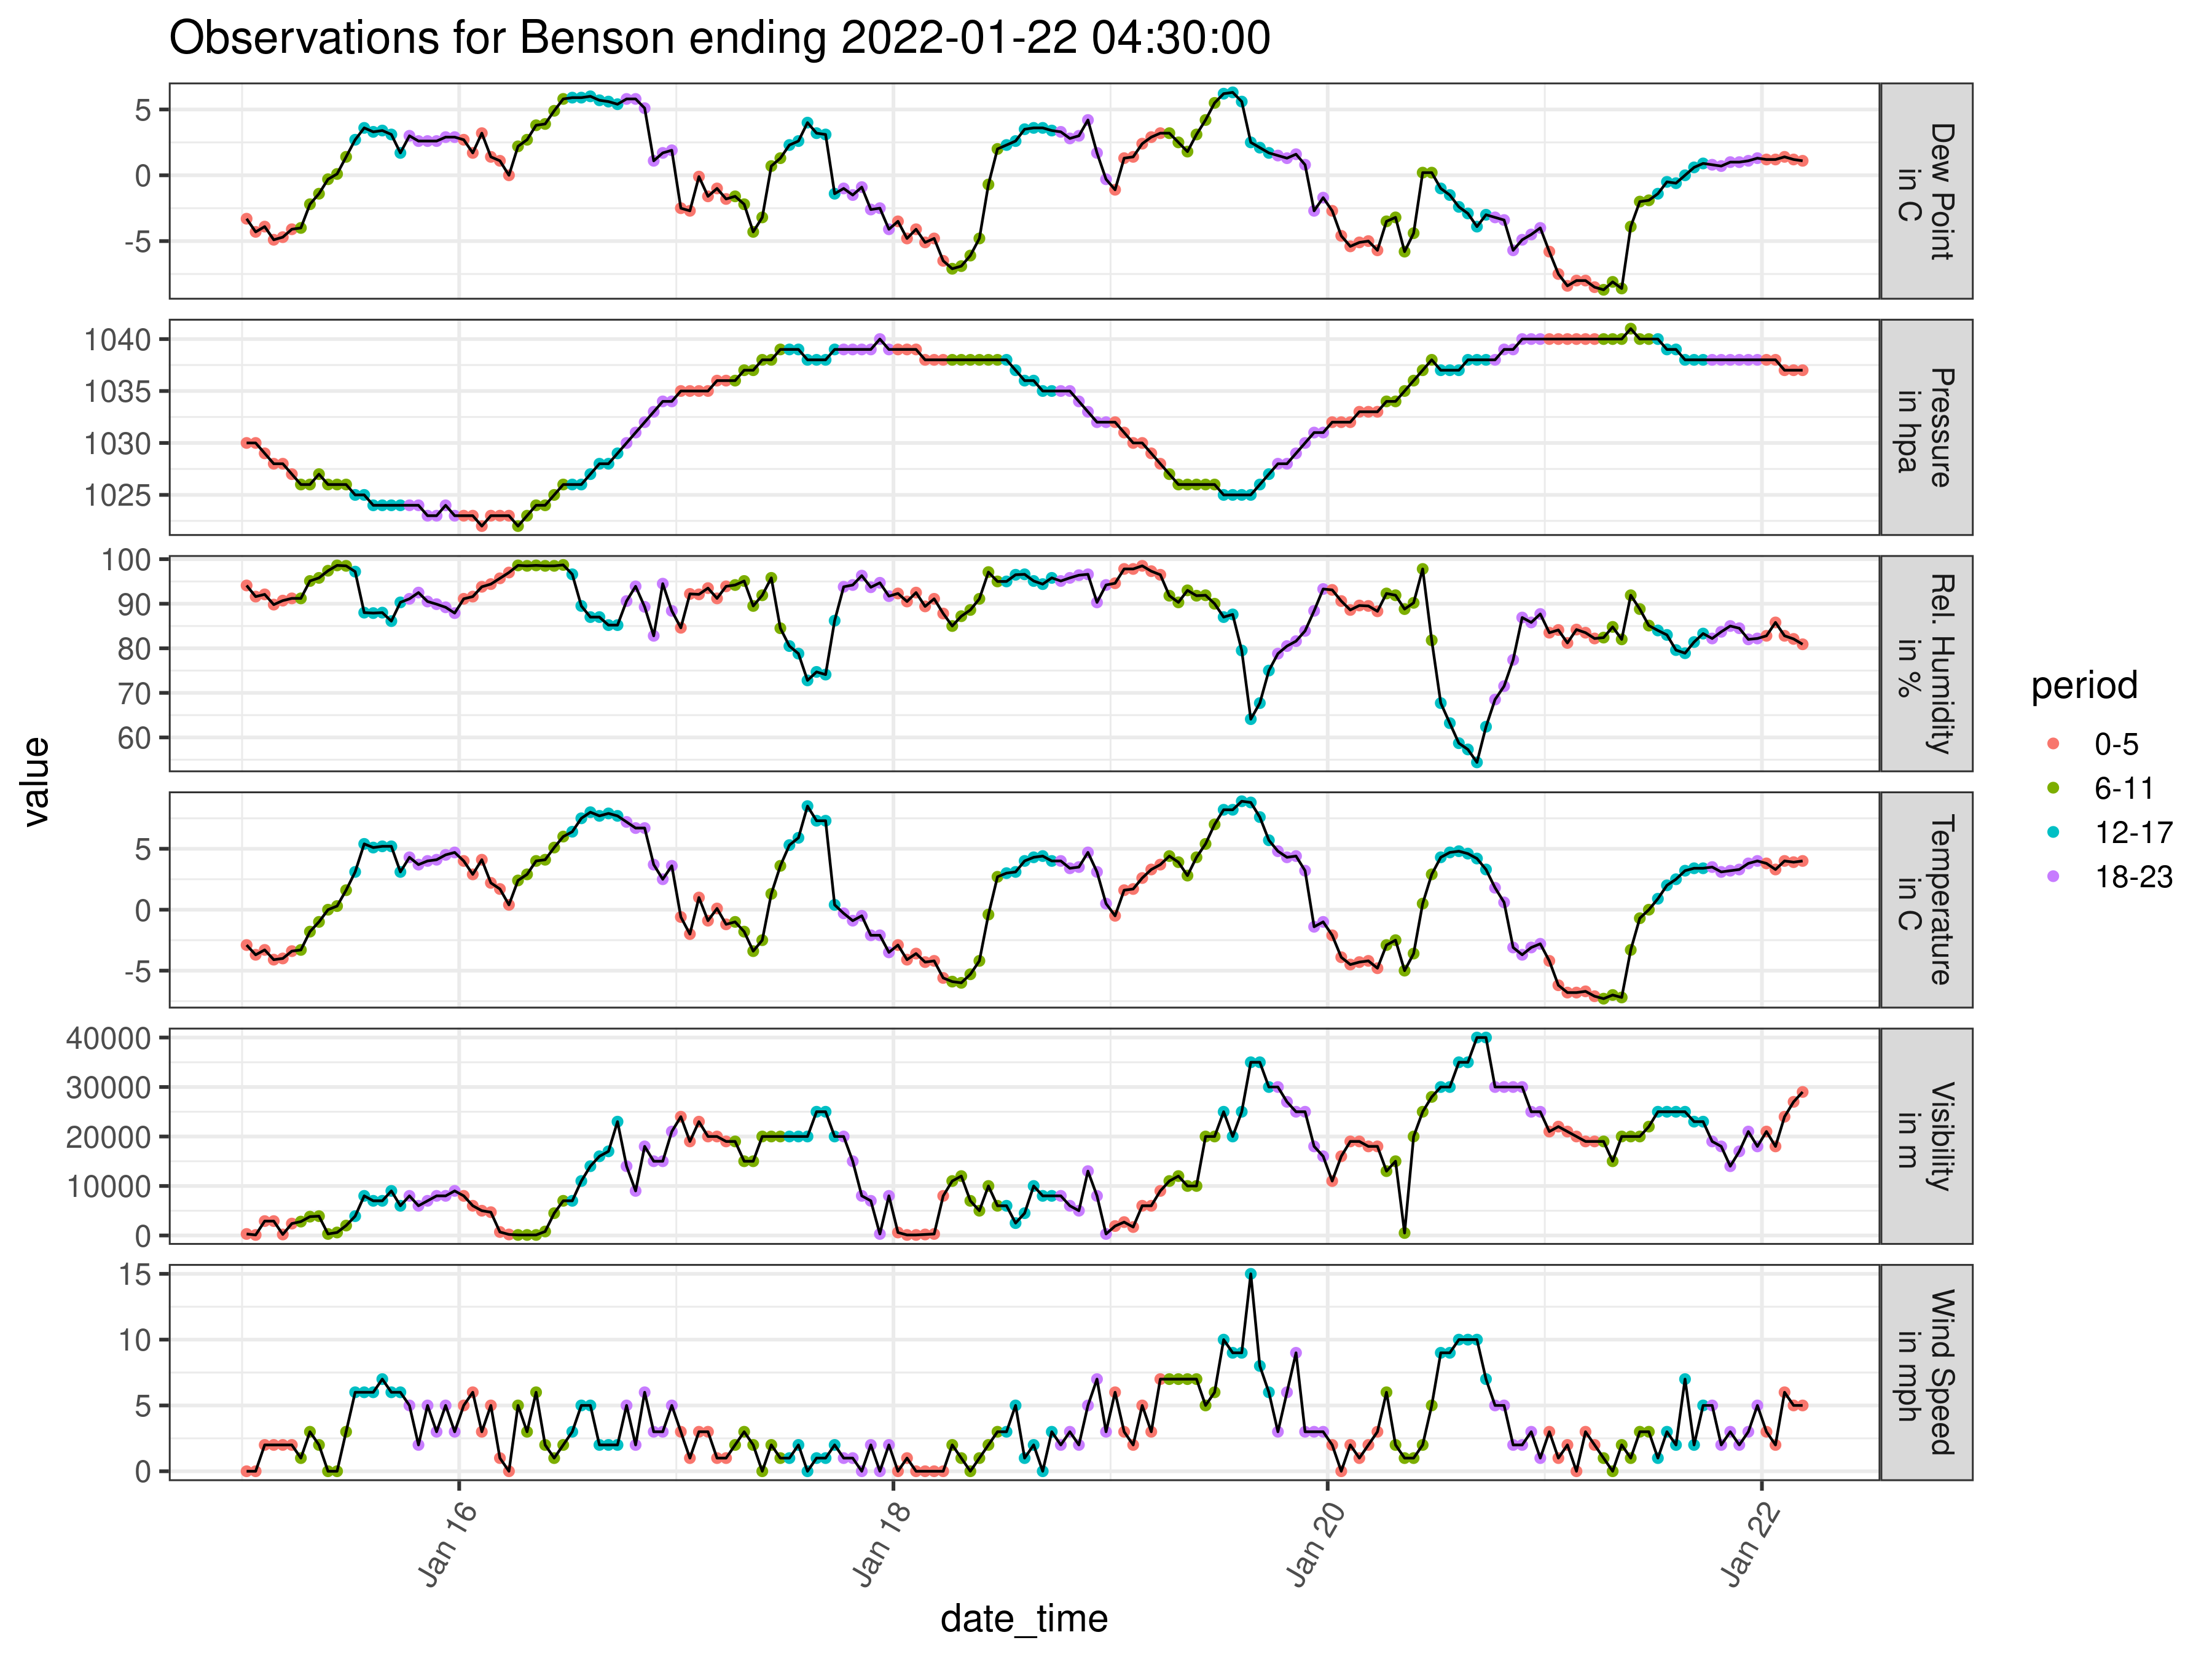 Observations for Benson ending 2022-01-22 04:30:00
value
5
0
-5
Dew Point
in C
1040
1035
1030
1025
Pressure
in hpa
100
90
80
70
60
Rel. Humidity
in %
5
0
-5
Temperature
in C
40000
30000
20000
10000
0
Visibility
in m
15
10
5
0
Wind Speed
in mph
Jan 16
Jan 18
Jan 20
Jan 22
date_time
period
0-5
6-11
12-17
18-23